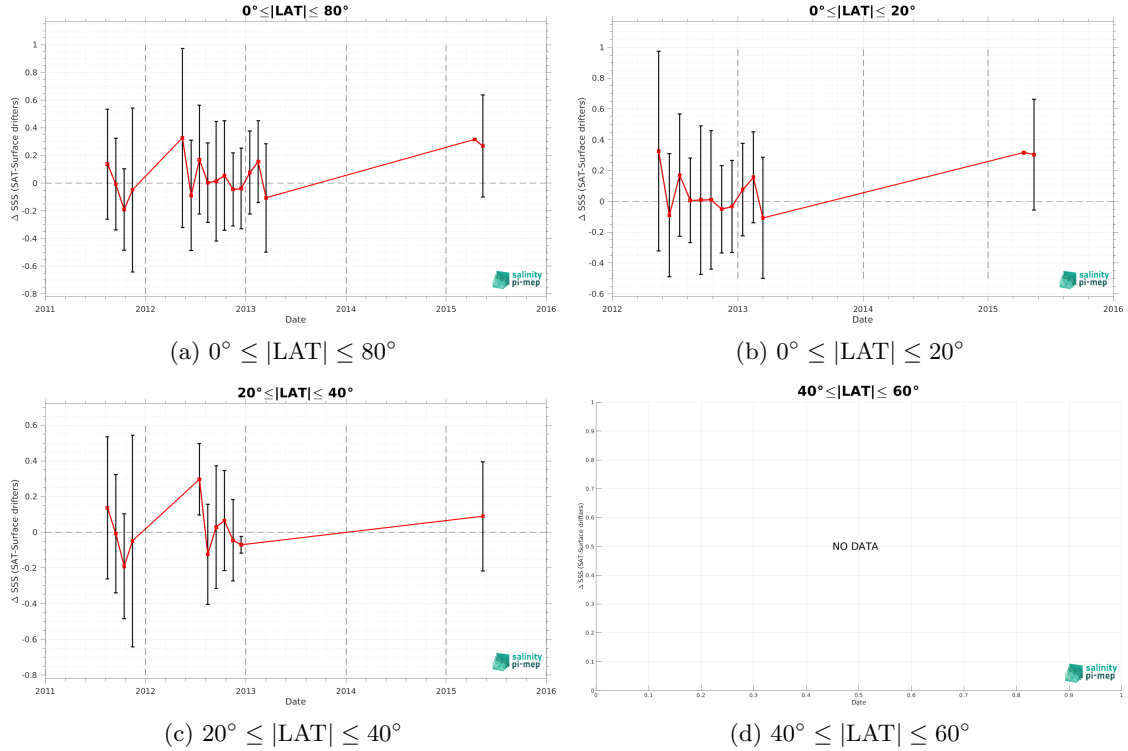 0°≤|LAT|≤ 80°
Δ SSS (SAT-Surface drifters)
1
0.8
0.6
0.4
0.2
0
-0.2
-0.4
-0.6
-0.8
2011
2012
2013
2014
2015
2016
Date
salinity
pi-mep
(a) 0° ≤ |LAT| ≤ 80°
0°≤|LAT|≤ 20°
Δ SSS (SAT-Surface drifters)
1
0.8
0.6
0.4
0.2
0
-0.2
-0.4
-0.6
2012
2013
2014
2015
2016
Date
salinity
pi-mep
(b) 0° ≤ |LAT| ≤ 20°
20°≤|LAT|≤ 40°
Δ SSS (SAT-Surface drifters)
0.6
0.4
0.2
0
-0.2
-0.4
-0.6
-0.8
2011
2012
2013
2014
2015
2016
Date
salinity
pi-mep
(c) 20° ≤ |LAT| ≤ 40°
40°≤|LAT|≤ 60°
Δ SSS (SAT-Surface drifters)
1
0.9
0.8
0.7
0.6
0.5
0.4
0.3
0.2
0.1
0
NO DATA
0
0.1
0.2
0.3
0.4
0.5
0.6
0.7
0.8
0.9
1
Date
salinity
pi-mep
(d) 40° ≤ |LAT| ≤ 60°